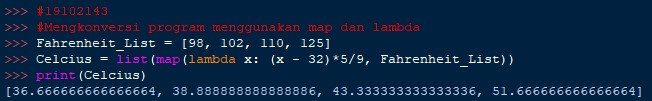 >>> #19102143
>>> #Mengkonversi program menggunakan map dan lambda
>>> Fahrenheit_List = [98, 102, 110, 125]
>>> Celcius = list(map(lambda x: (x - 32)*5/9, Fahrenheit_List))
>>> print(Celcius)
[36.666666666666664, 38.888888888888886, 43.333333333333336, 51.666666666666664]